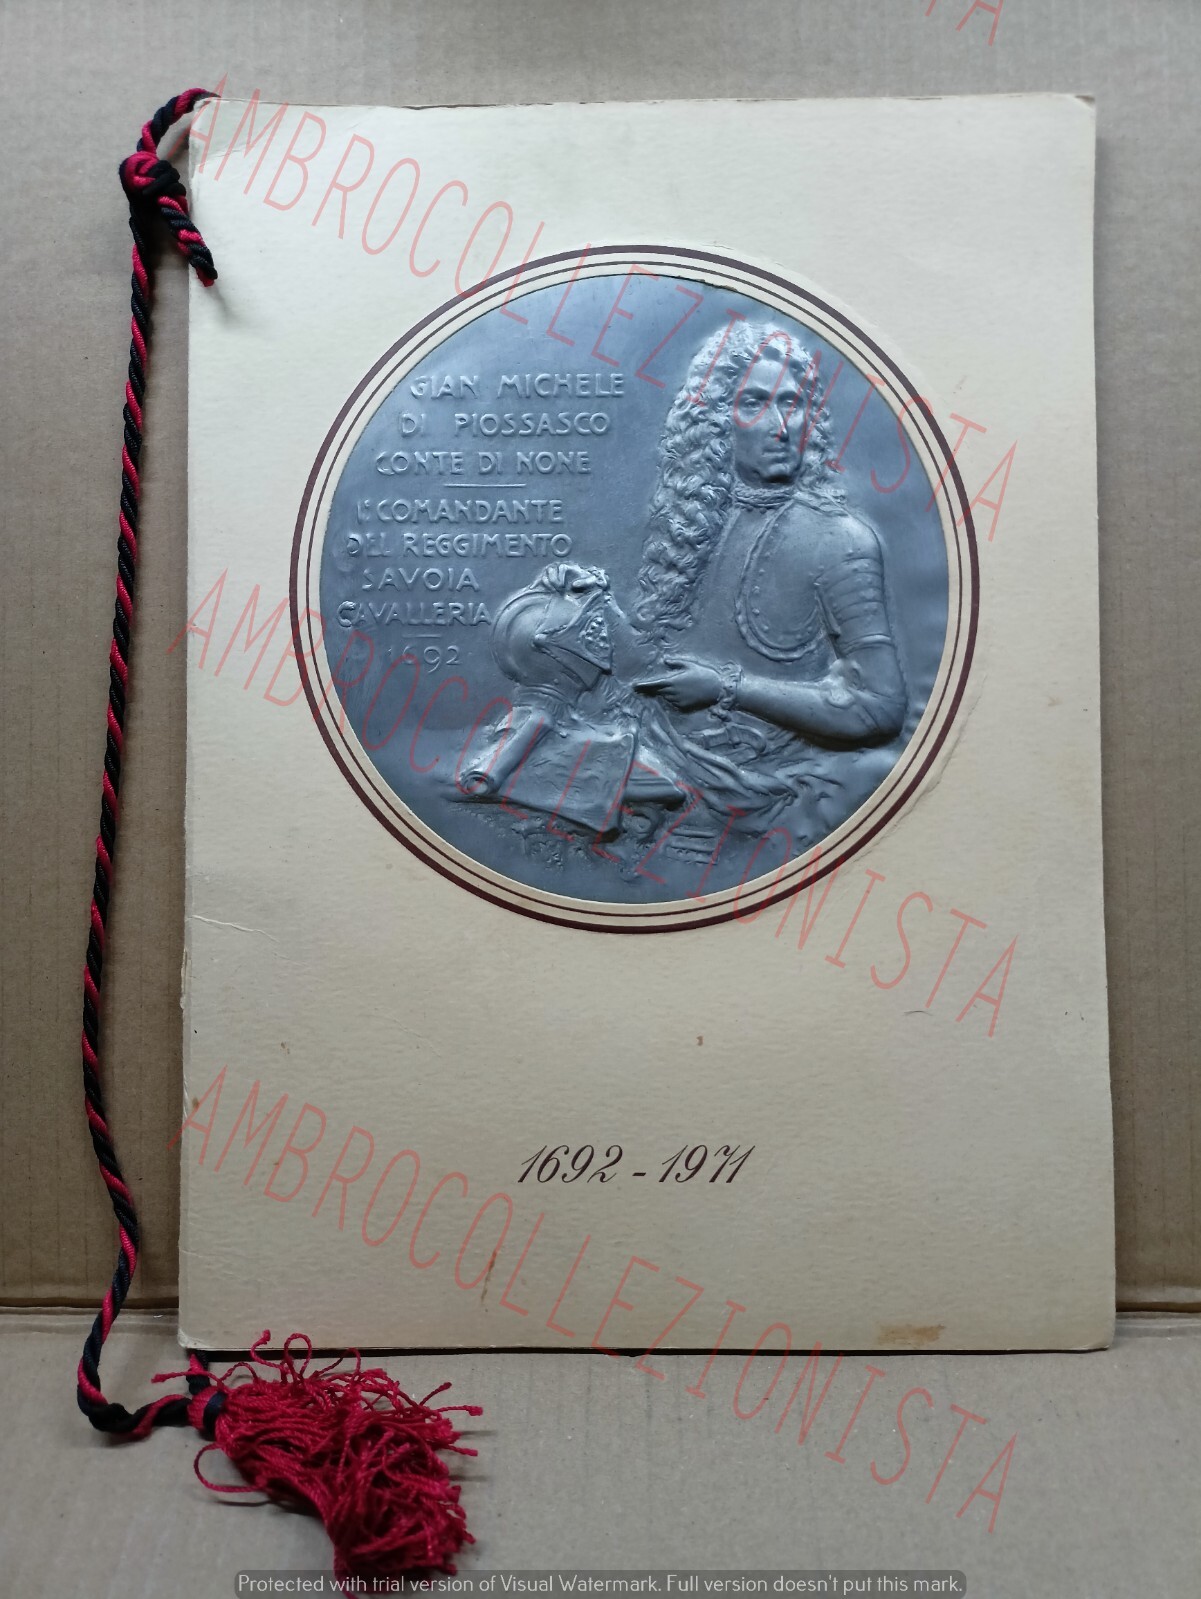 GIAN MICHELE
DI PIOSSASCO
CONTE DI NONE
I° COMANDANTE
DEL REGGIMENTO
SAVOIA
CAVALLERIA
1692
1692 - 1971
AMBROCOLLEZIONISTA
AMBROCOLLEZIONISTA
AMBROCOLLEZIONISTA
Protected with trial version of Visual Watermark. Full version doesn't put this mark.